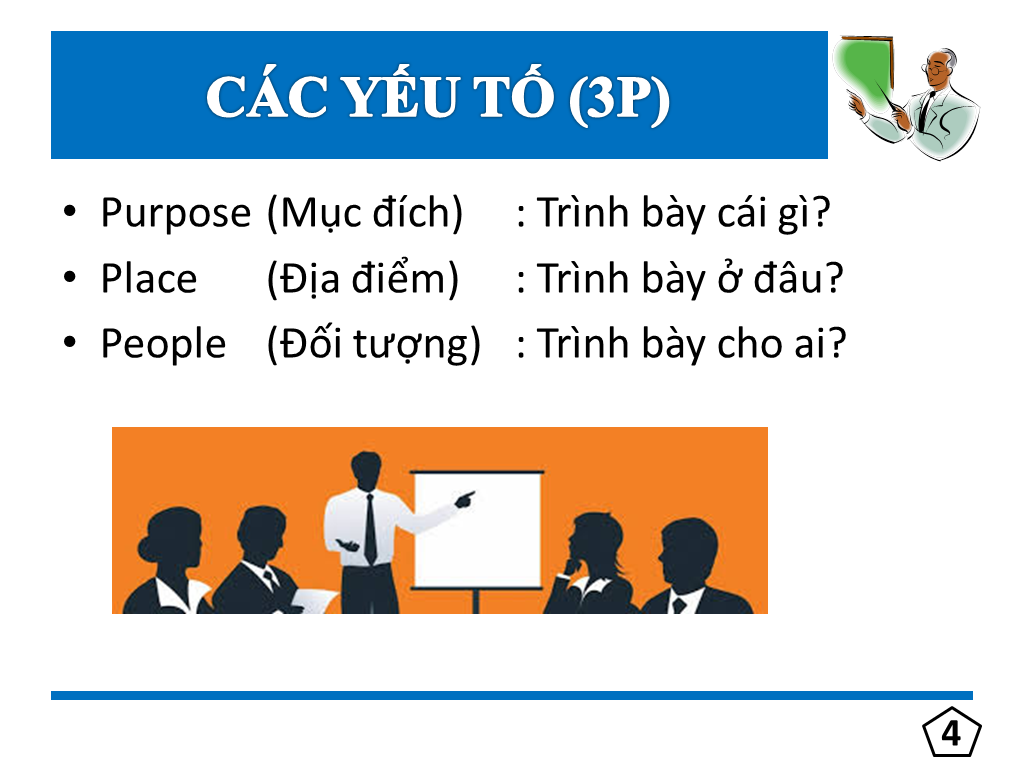 CÁC YẾU TỐ (3P)
• Purpose (Mục đích) : Trình bày cái gì?
• Place (Địa điểm) : Trình bày ở đâu?
• People (Đối tượng) : Trình bày cho ai?
4